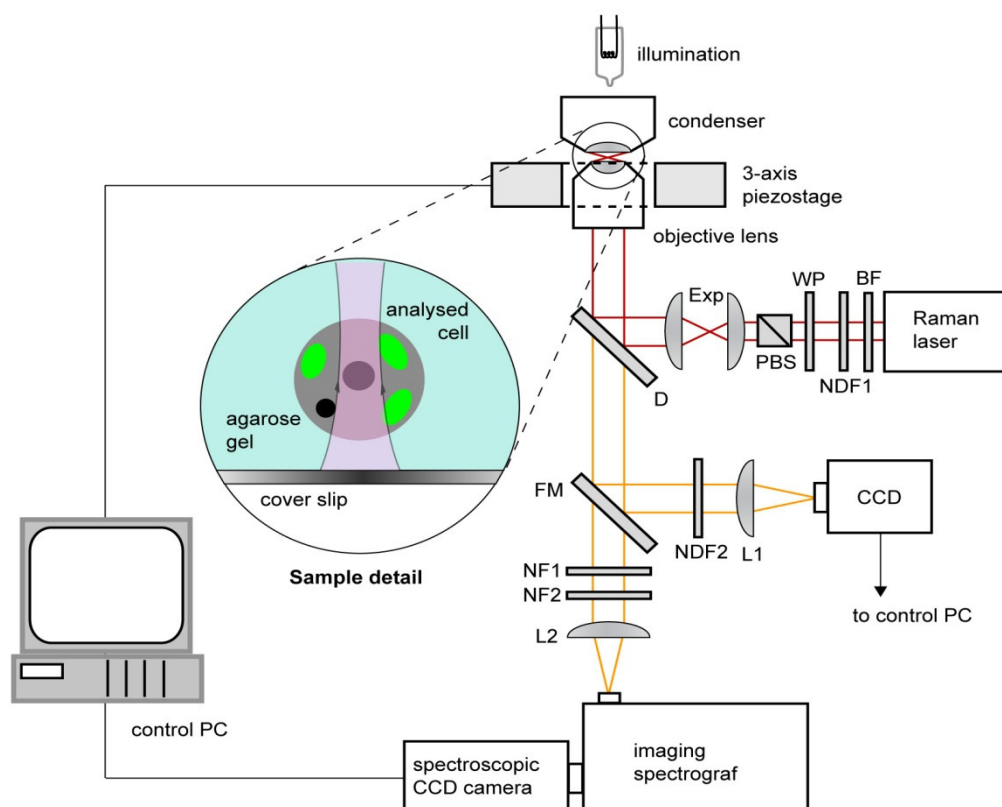 illumination
condenser
3-axis
piezostage
objective lens
WP
BF
Exp
Raman
laser
PBS
NDF1
D
analysed
cell
agarose
gel
cover slip
Sample detail
FM
CCD
NDF2
L1
NF1
NF2
to control PC
L2
control PC
spectroscopic
CCD camera
imaging
spectrograf